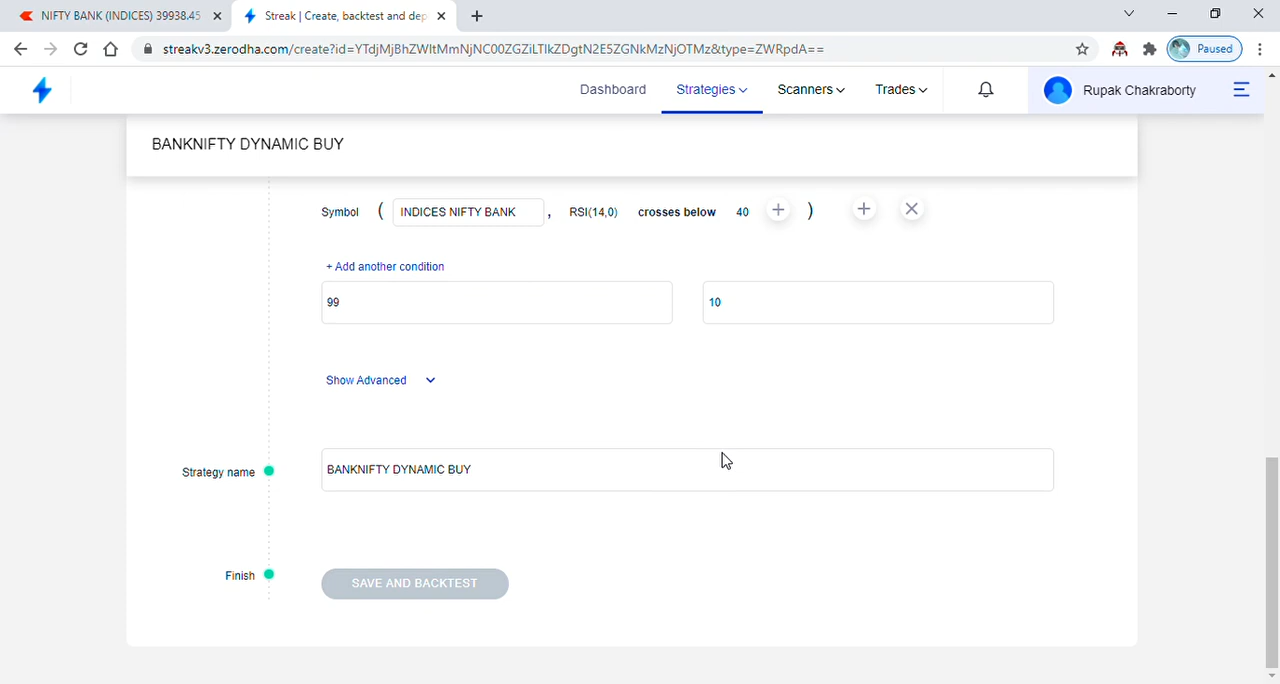 NIFTY BANK (INDICES) 39938.45
Streak | Create, backtest and dep
streakv3.zerodha.com/create?id=YTdjMjBhZWItMmNjNC00ZGZiLTlkZDgtN2E5ZGNkMzNjOTMz&type=ZWRpdA==
Paused
Dashboard Strategies Scanners Trades Rupak Chakraborty
BANKNIFTY DYNAMIC BUY
Symbol ( INDICES NIFTY BANK , RSI(14,0) crosses below 40 + ) + ×
+ Add another condition
99 10
Show Advanced
Strategy name BANKNIFTY DYNAMIC BUY
Finish SAVE AND BACKTEST